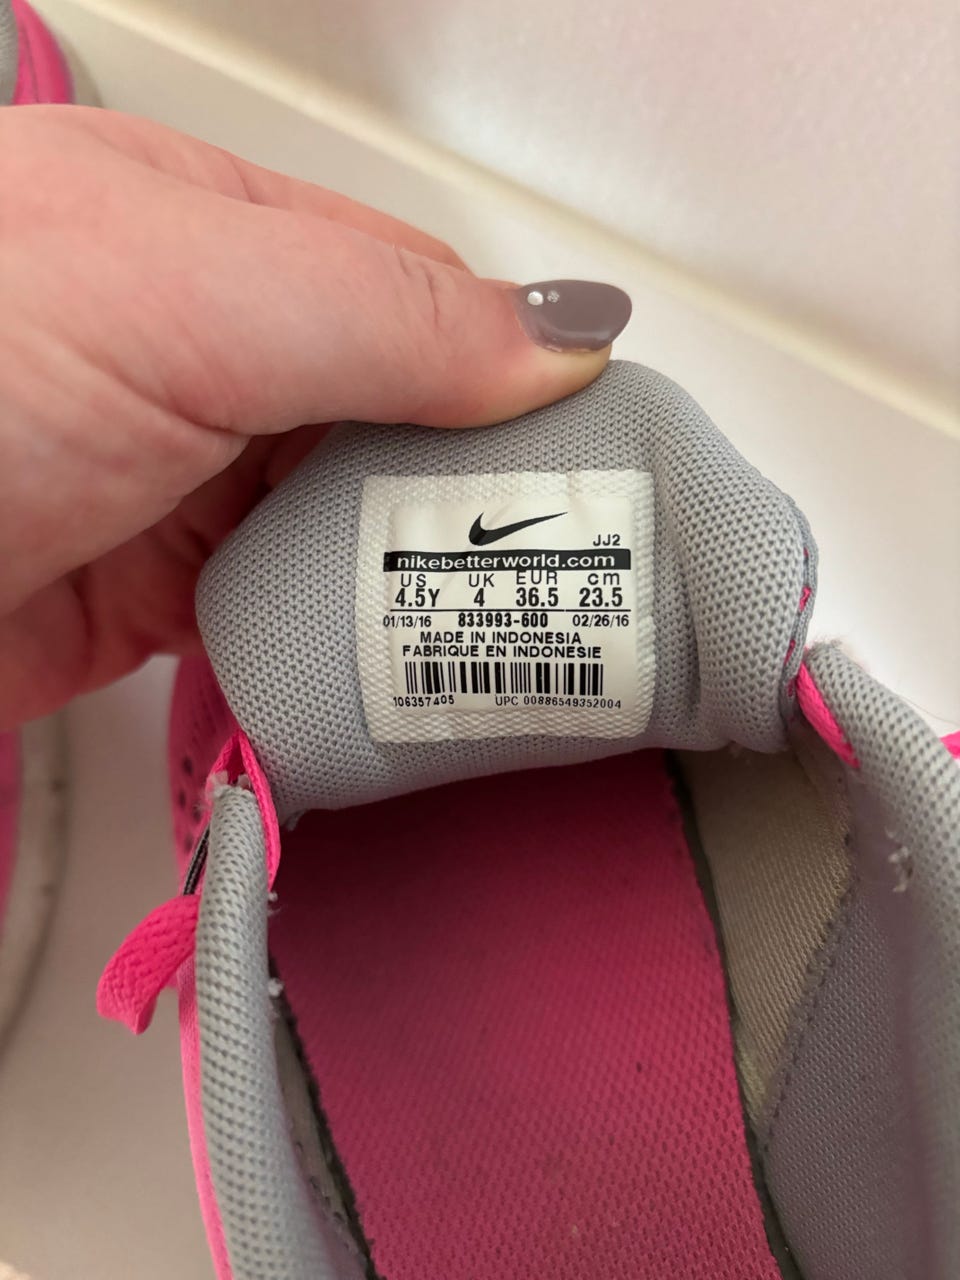 JJ2
nikebetterworld.com
US UK EUR cm
4.5Y 4 36.5 23.5
01/13/16 833993-600 02/26/16
MADE IN INDONESIA
FABRIQUE EN INDONESIE
106357405 UPC 00886549352004